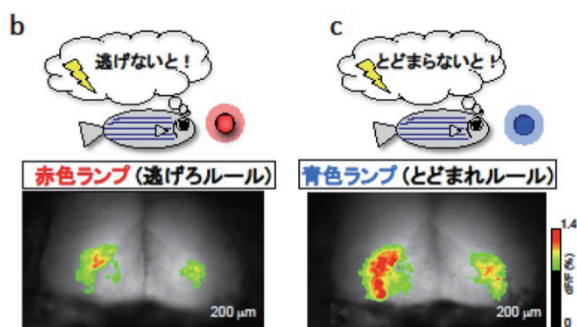 b
逃げないと！
赤色ランプ (逃げろルール)
200 μm
c
とどまらないと！
青色ランプ (とどまれルール)
200 μm
1.4
dF/F (%)
0